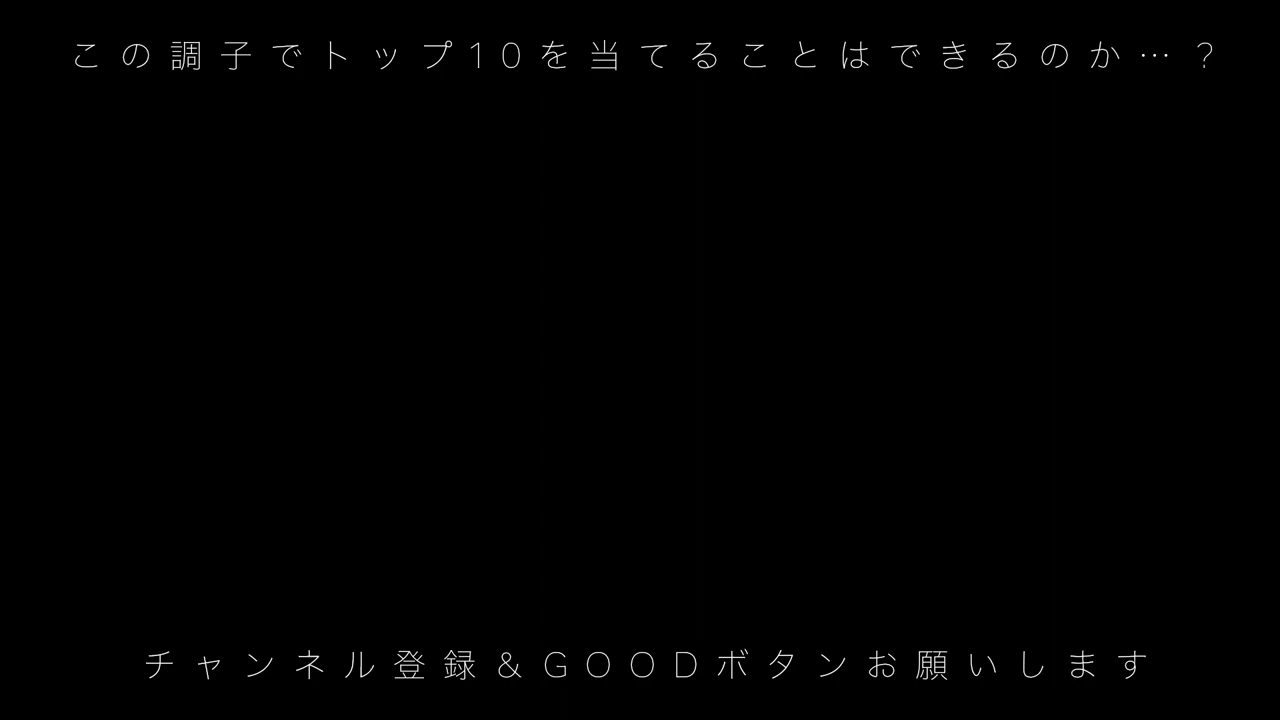 この調子でトップ10を当てることはできるのか…?
チャンネル登録&GOODボタンお願いします